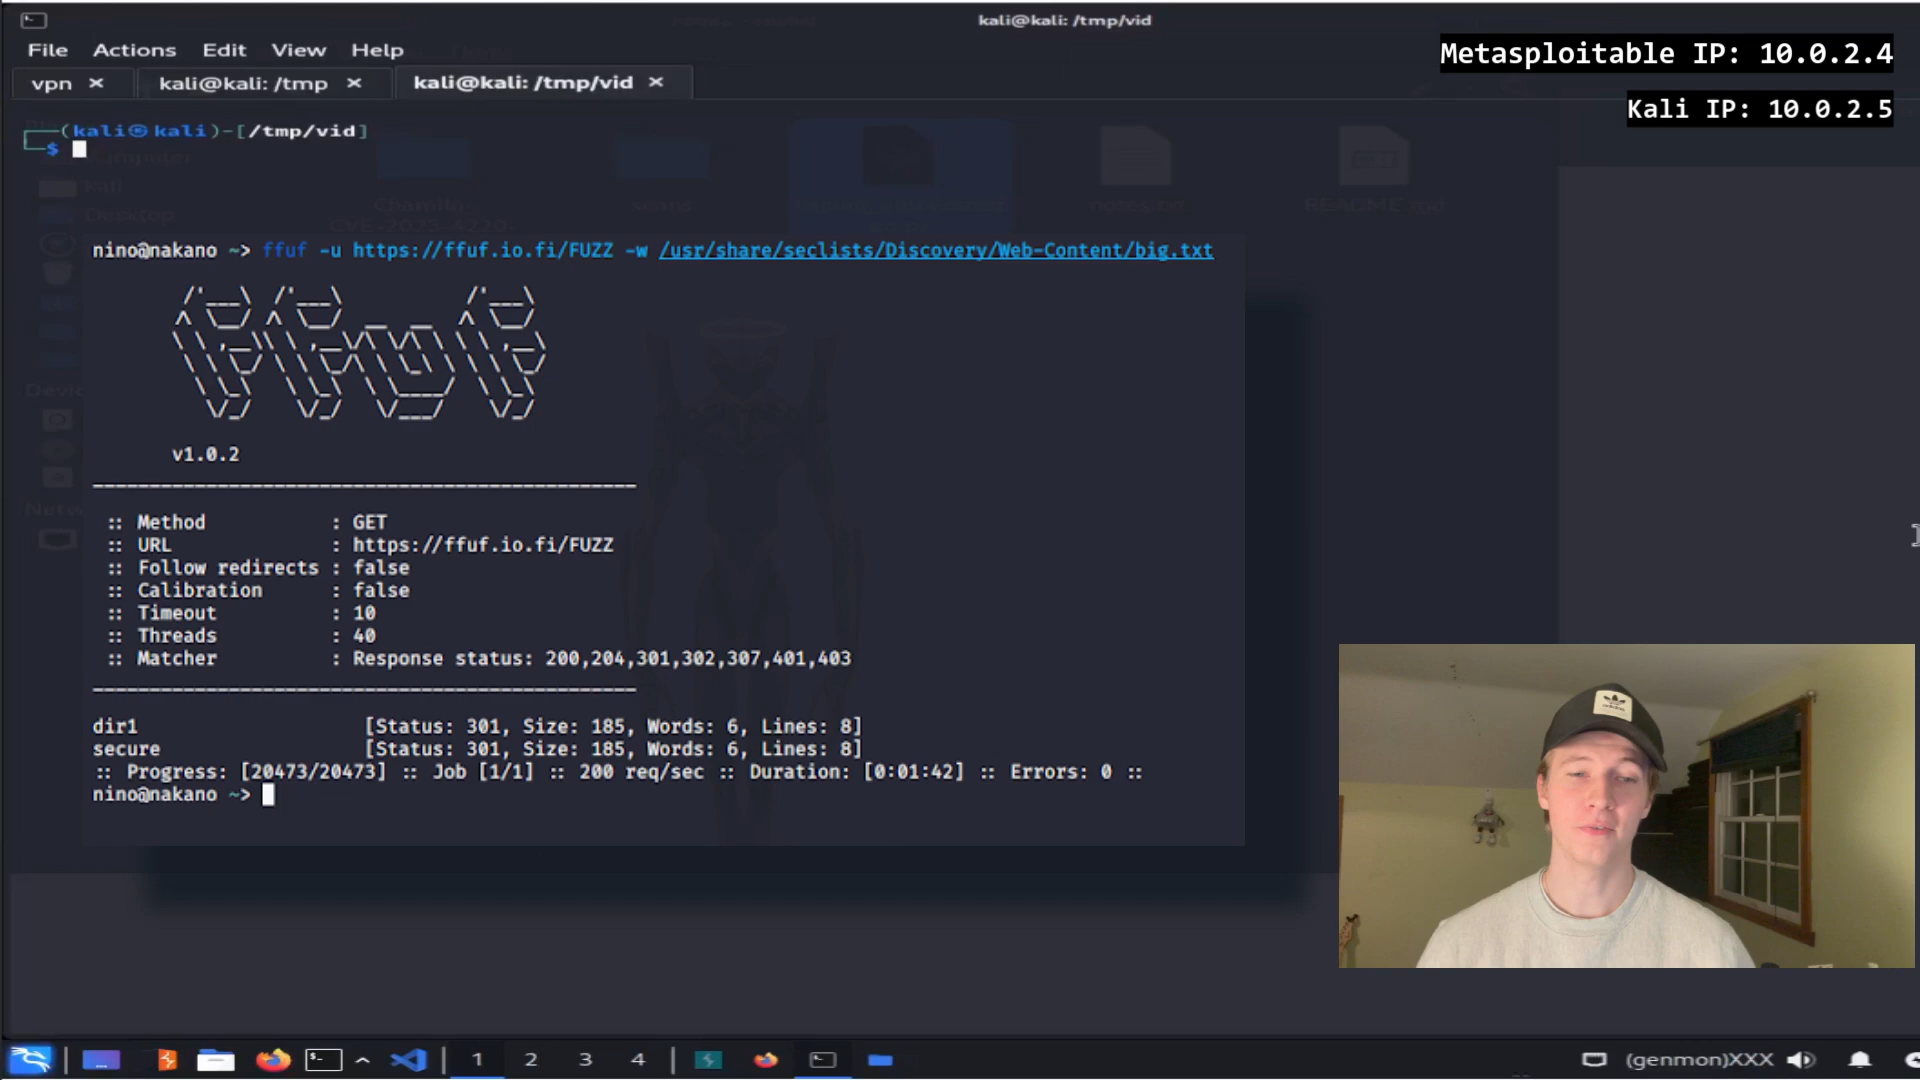 kali@kali: /tmp/vid
File Actions Edit View Help
Metasploitable IP: 10.0.2.4
vpn × kali@kali: /tmp × kali@kali: /tmp/vid ×
Kali IP: 10.0.2.5
(kali㉿kali)-[/tmp/vid]
$
Desktop
README.md
nino@nakano ~> ffuf -u https://ffuf.io.fi/FUZZ -w /usr/share/seclists/Discovery/Web-Content/big.txt
v1.0.2
:: Method : GET
:: URL : https://ffuf.io.fi/FUZZ
:: Follow redirects : false
:: Calibration : false
:: Timeout : 10
:: Threads : 40
:: Matcher : Response status: 200,204,301,302,307,401,403
dir1 [Status: 301, Size: 185, Words: 6, Lines: 8]
secure [Status: 301, Size: 185, Words: 6, Lines: 8]
:: Progress: [20473/20473] :: Job [1/1] :: 200 req/sec :: Duration: [0:01:42] :: Errors: 0 ::
nino@nakano ~>
1 2 3 4 (genmon)XXX